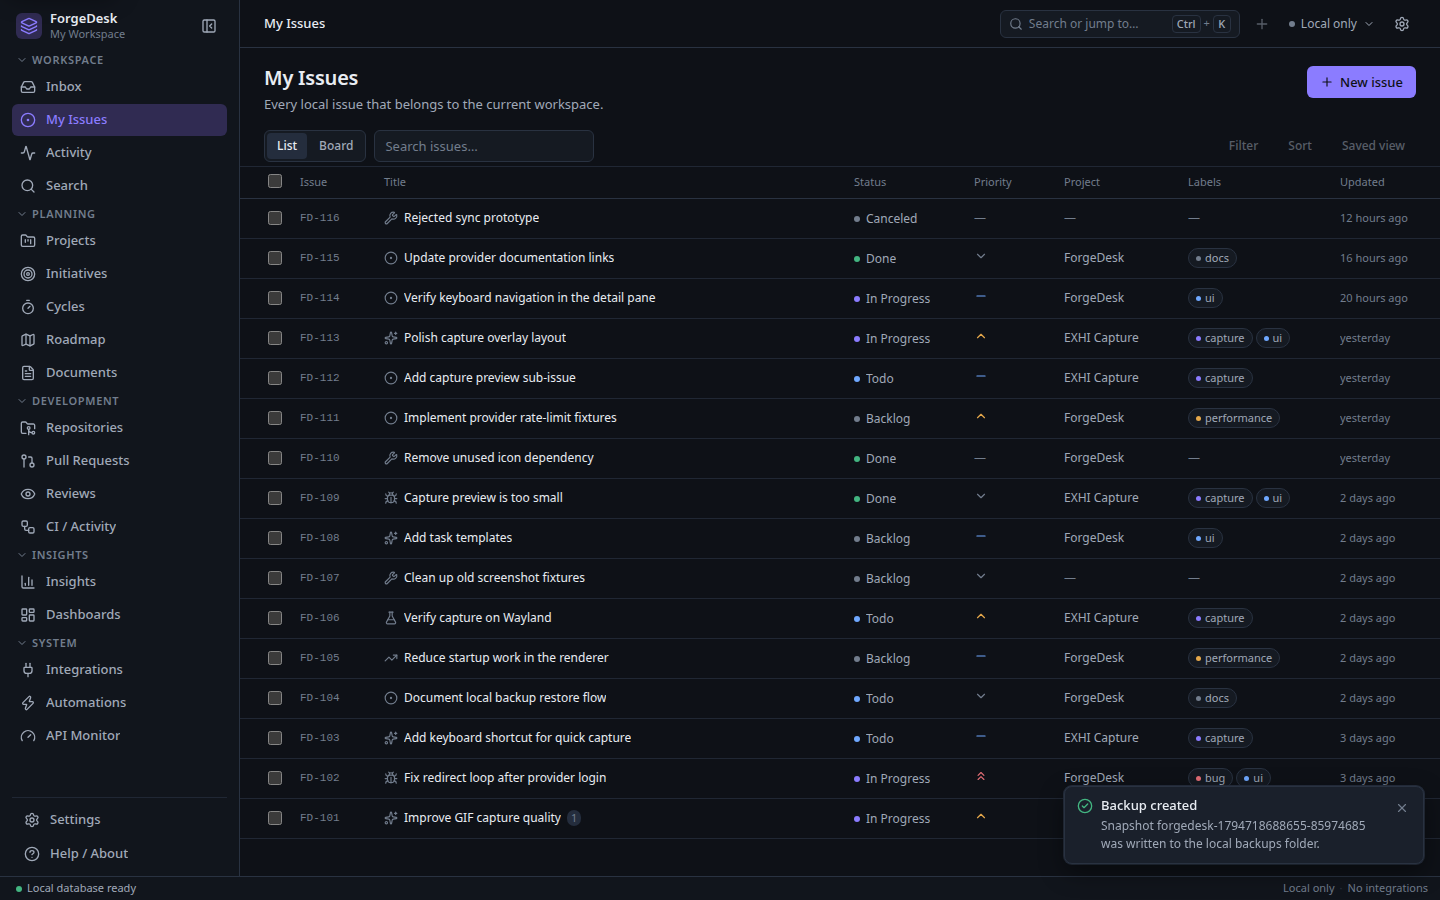 ForgeDesk
My Workspace
WORKSPACE
Inbox
My Issues
Activity
Search
PLANNING
Projects
Initiatives
Cycles
Roadmap
Documents
DEVELOPMENT
Repositories
Pull Requests
Reviews
CI / Activity
INSIGHTS
Insights
Dashboards
SYSTEM
Integrations
Automations
API Monitor
Settings
Help / About
My Issues
Search or jump to... Ctrl + K
Local only
My Issues
Every local issue that belongs to the current workspace.
New issue
List Board Search issues... Filter Sort Saved view
Issue Title Status Priority Project Labels Updated
FD-116 Rejected sync prototype Canceled — — — 12 hours ago
FD-115 Update provider documentation links Done ForgeDesk docs 16 hours ago
FD-114 Verify keyboard navigation in the detail pane In Progress ForgeDesk ui 20 hours ago
FD-113 Polish capture overlay layout In Progress EXHI Capture capture ui yesterday
FD-112 Add capture preview sub-issue Todo EXHI Capture capture yesterday
FD-111 Implement provider rate-limit fixtures Backlog ForgeDesk performance yesterday
FD-110 Remove unused icon dependency Done — ForgeDesk — yesterday
FD-109 Capture preview is too small Done EXHI Capture capture ui 2 days ago
FD-108 Add task templates Backlog ForgeDesk ui 2 days ago
FD-107 Clean up old screenshot fixtures Backlog — — 2 days ago
FD-106 Verify capture on Wayland Todo EXHI Capture capture 2 days ago
FD-105 Reduce startup work in the renderer Backlog ForgeDesk performance 2 days ago
FD-104 Document local backup restore flow Todo ForgeDesk docs 2 days ago
FD-103 Add keyboard shortcut for quick capture Todo EXHI Capture capture 3 days ago
FD-102 Fix redirect loop after provider login In Progress ForgeDesk bug ui 3 days ago
FD-101 Improve GIF capture quality 1 In Progress
Backup created
Snapshot forgedesk-1794718688655-85974685
was written to the local backups folder.
Local database ready
Local only · No integrations